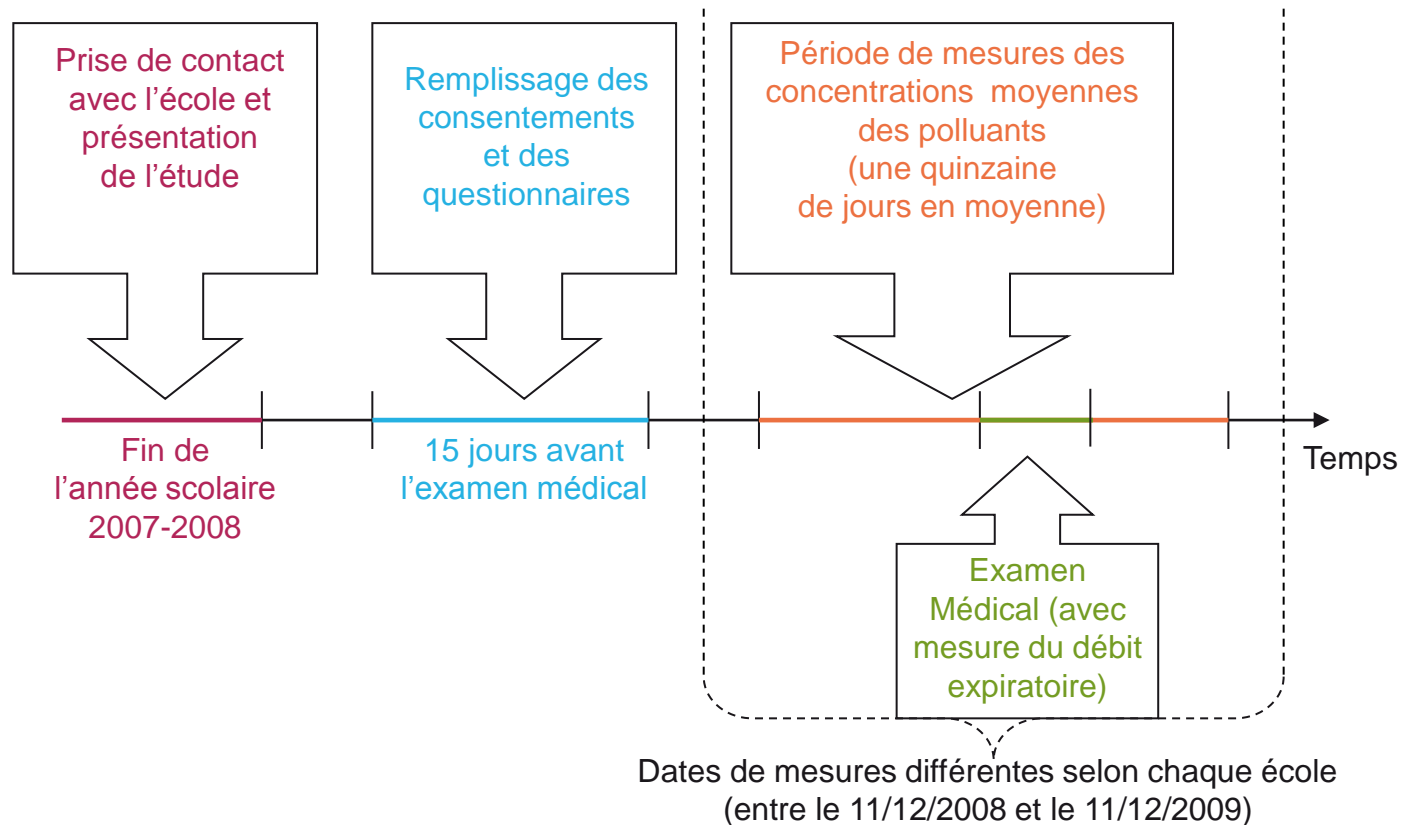 Prise de contact
avec l’école et
présentation
de l’étude
Remplissage des
consentements
et des
questionnaires
Période de mesures des
concentrations moyennes
des polluants
(une quinzaine
de jours en moyenne)
Fin de
l’année scolaire
2007-2008
15 jours avant
l’examen médical
Temps
Examen
Médical (avec
mesure du débit
expiratoire)
Dates de mesures différentes selon chaque école
(entre le 11/12/2008 et le 11/12/2009)